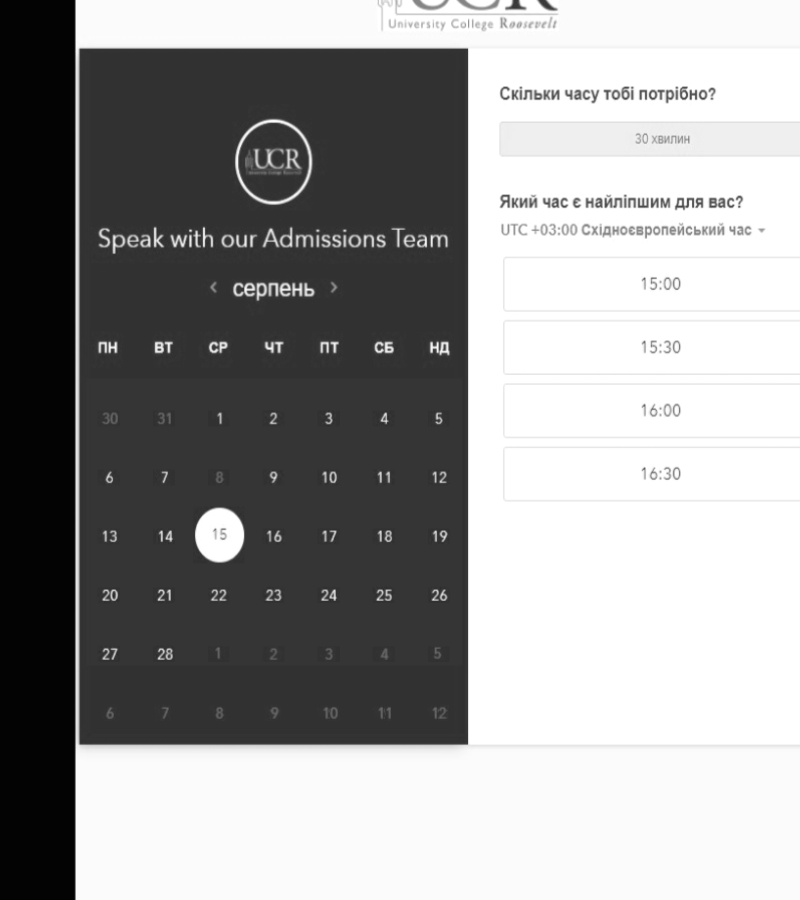 UCR
University College Roosevelt
UCR
Speak with our Admissions Team
‹ серпень ›
ПН ВТ СР ЧТ ПТ СБ НД
30 31 1 2 3 4 5
6 7 8 9 10 11 12
13 14 15 16 17 18 19
20 21 22 23 24 25 26
27 28 1 2 3 4 5
6 7 8 9 10 11 12
Скільки часу тобі потрібно?
30 хвилин
Який час є найліпшим для вас?
UTC +03:00 Східноєвропейський час
15:00
15:30
16:00
16:30